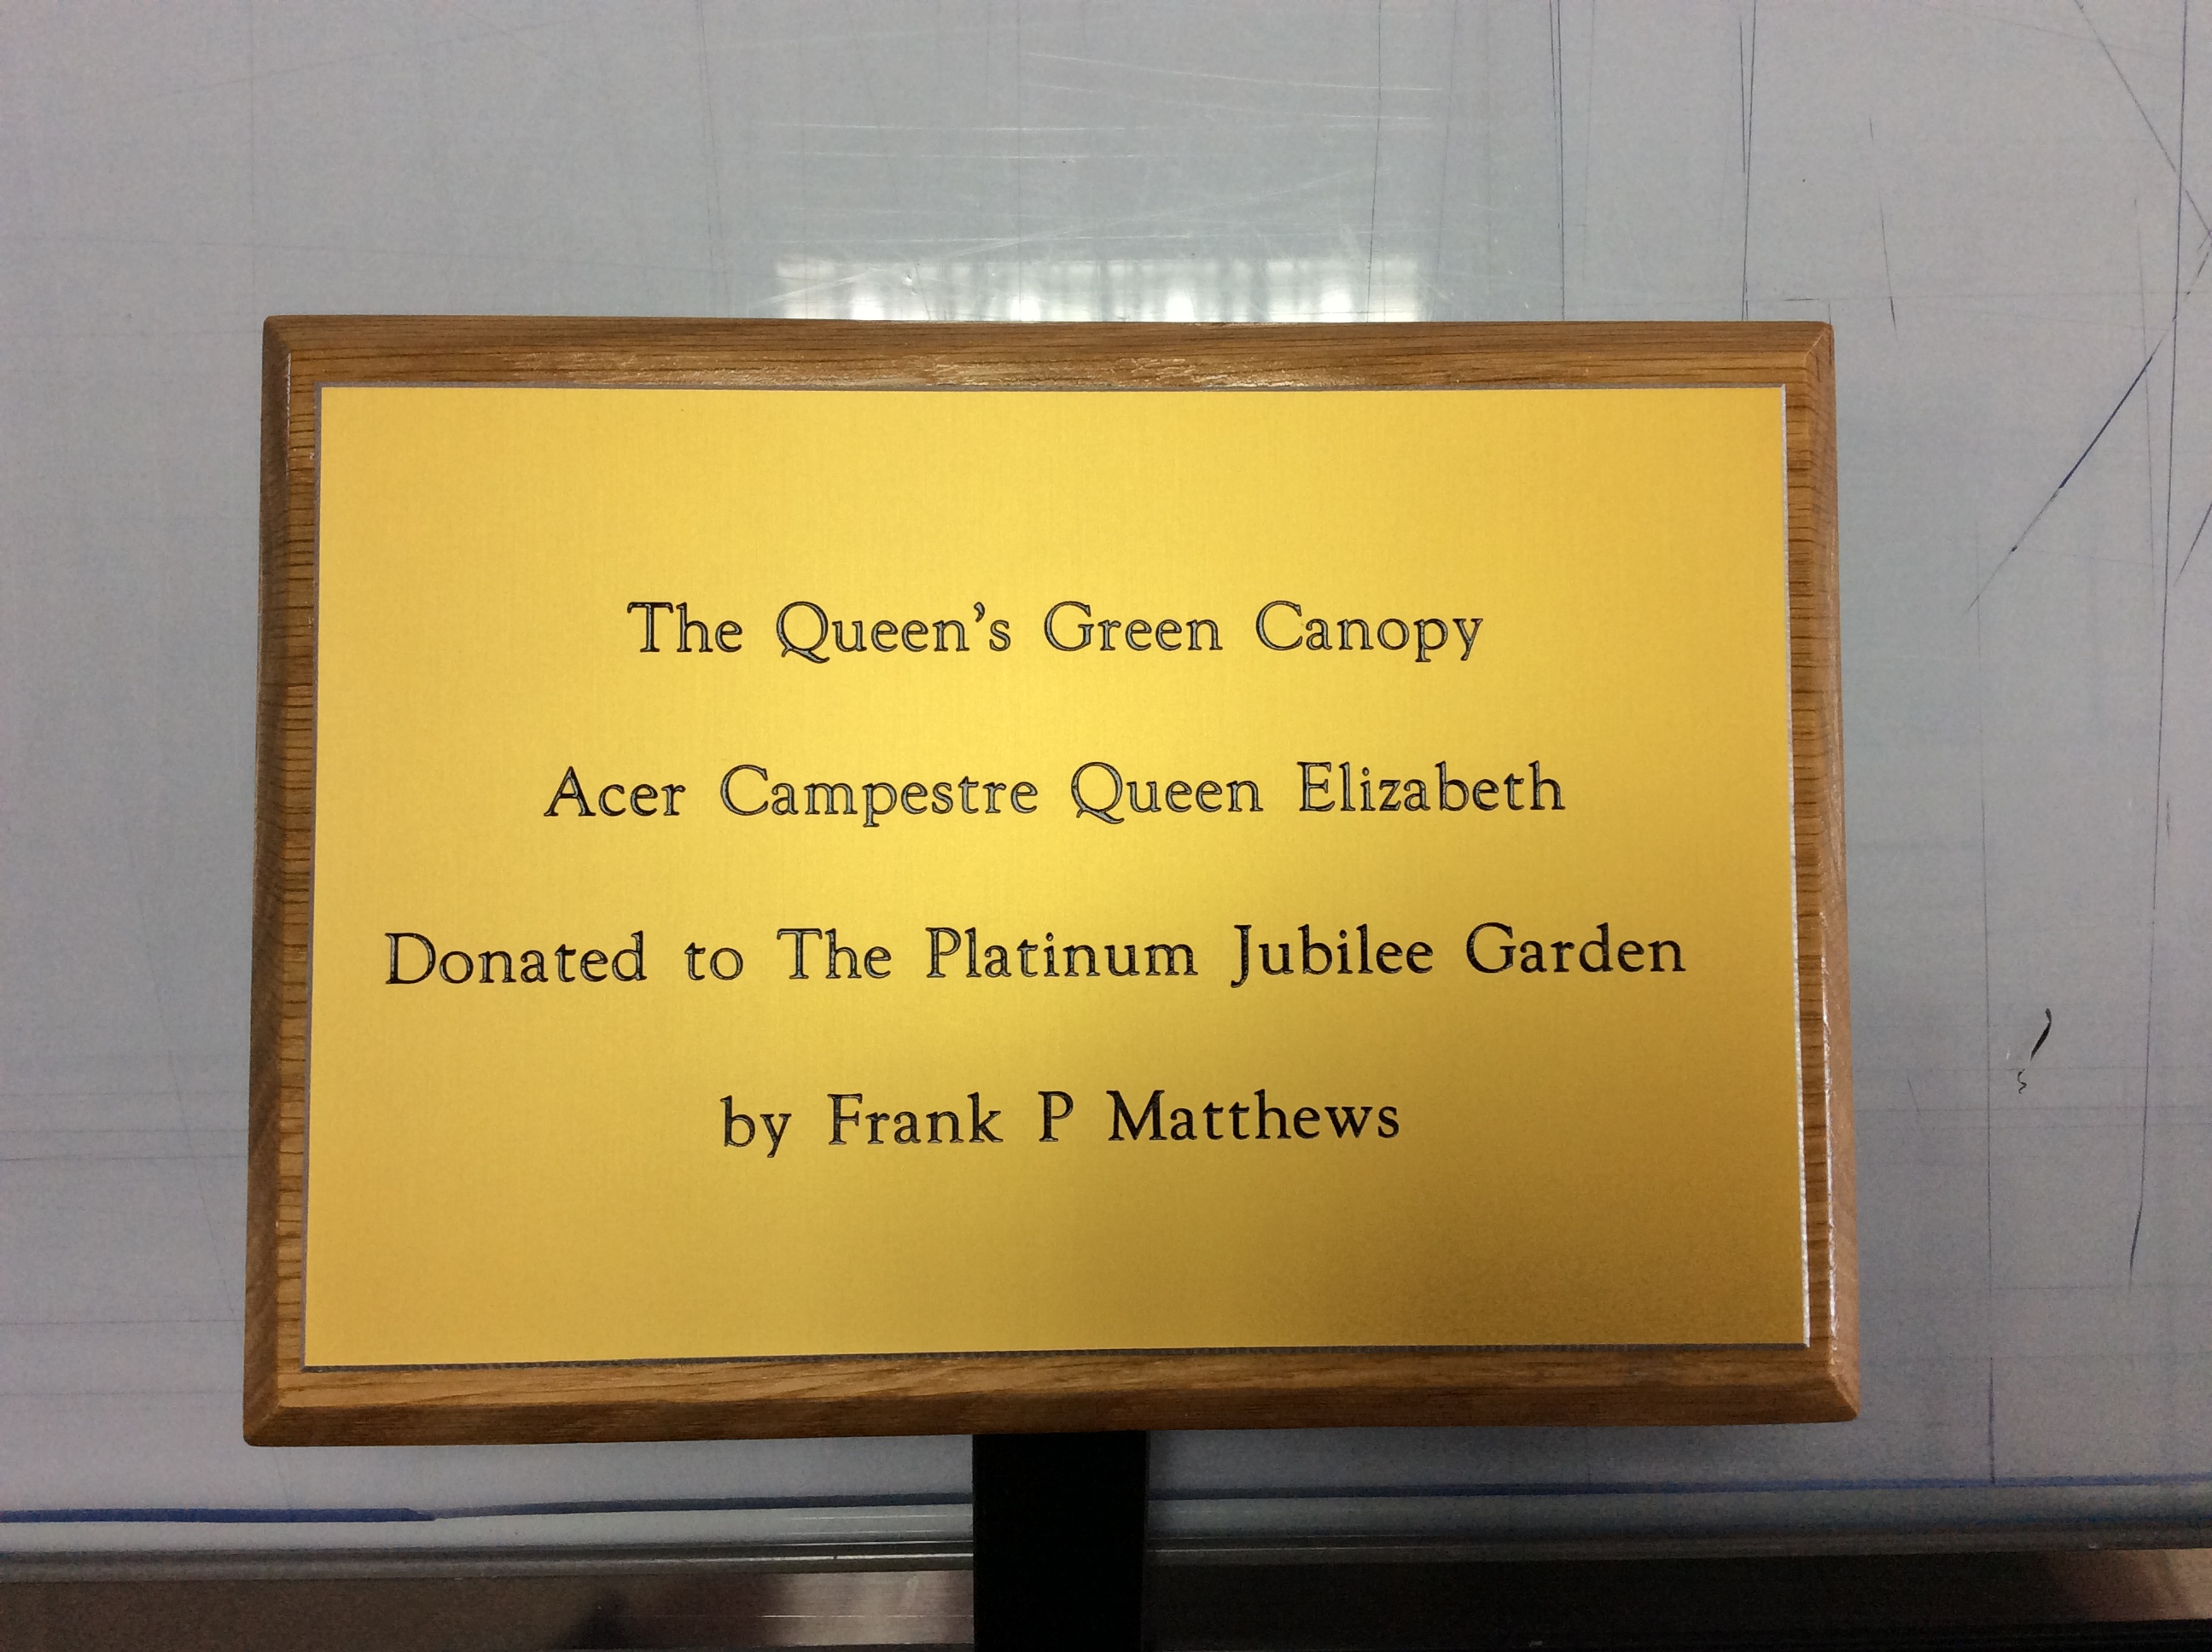 The Queen’s Green Canopy
Acer Campestre Queen Elizabeth
Donated to The Platinum Jubilee Garden
by Frank P Matthews